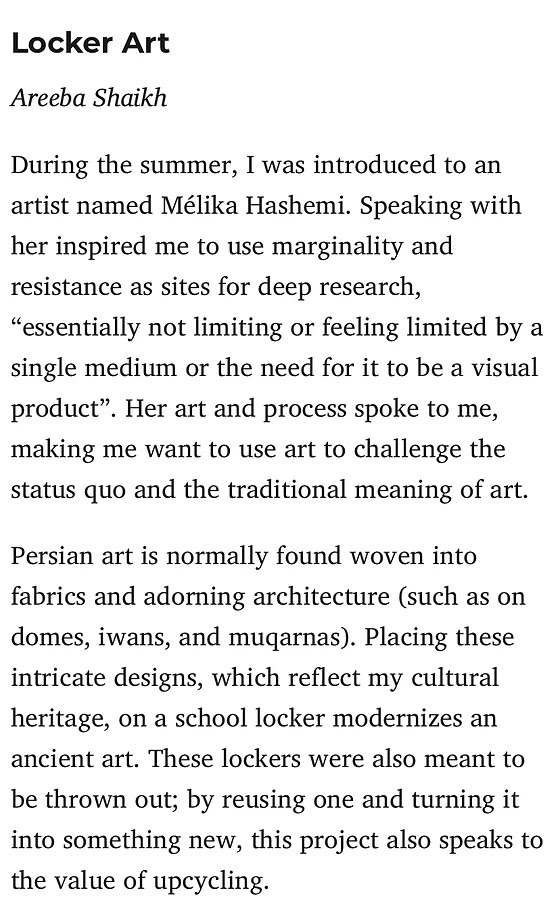 Locker Art
Areeba Shaikh
During the summer, I was introduced to an
artist named Mélika Hashemi. Speaking with
her inspired me to use marginality and
resistance as sites for deep research,
“essentially not limiting or feeling limited by a
single medium or the need for it to be a visual
product”. Her art and process spoke to me,
making me want to use art to challenge the
status quo and the traditional meaning of art.
Persian art is normally found woven into
fabrics and adorning architecture (such as on
domes, iwans, and muqarnas). Placing these
intricate designs, which reflect my cultural
heritage, on a school locker modernizes an
ancient art. These lockers were also meant to
be thrown out; by reusing one and turning it
into something new, this project also speaks to
the value of upcycling.